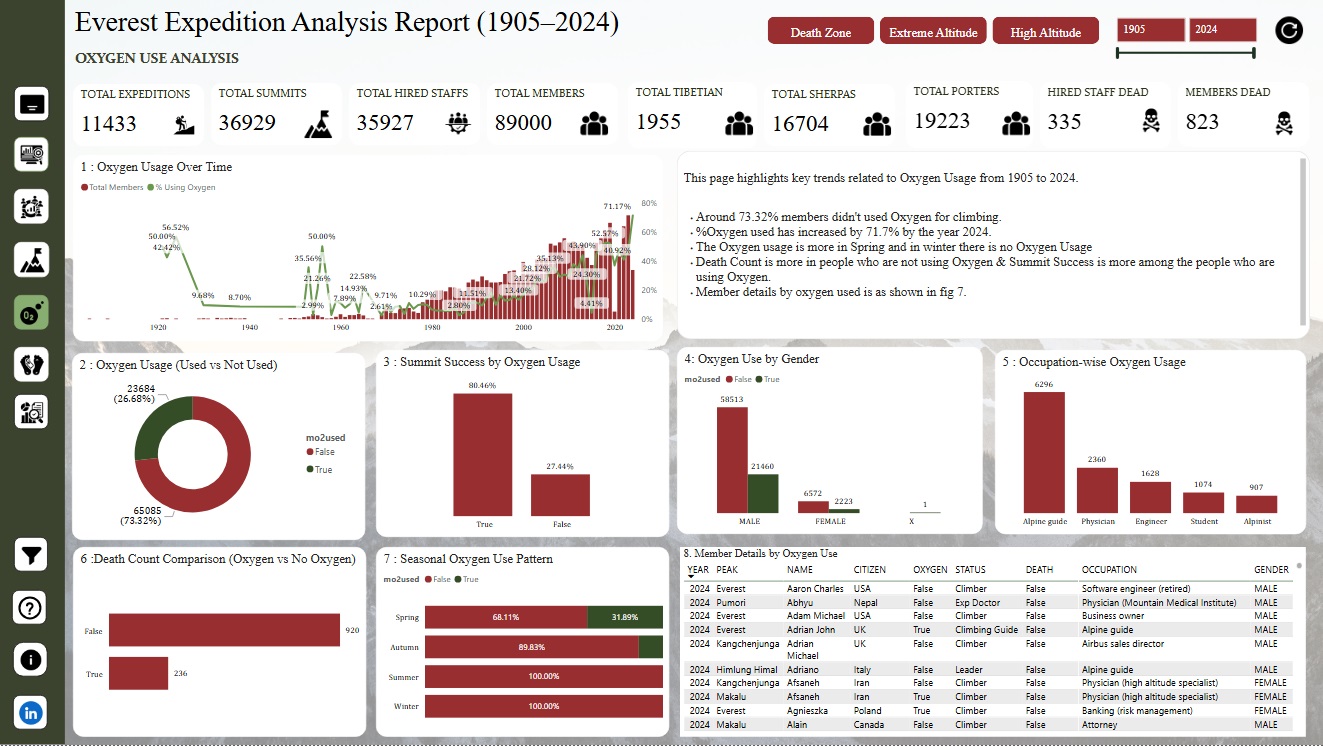 Everest Expedition Analysis Report (1905–2024)
OXYGEN USE ANALYSIS
Death Zone
Extreme Altitude
High Altitude
1905
2024
TOTAL EXPEDITIONS
11433
TOTAL SUMMITS
36929
TOTAL HIRED STAFFS
35927
TOTAL MEMBERS
89000
TOTAL TIBETIAN
1955
TOTAL SHERPAS
16704
TOTAL PORTERS
19223
HIRED STAFF DEAD
335
MEMBERS DEAD
823
1 : Oxygen Usage Over Time
Total Members % Using Oxygen
56.52%
50.00%
42.42%
9.68%
8.70%
35.56%
2.99%
21.26%
50.00%
7.89%
14.93%
22.58%
2.61%
9.71%
10.29%
2.80%
11.51%
13.40%
21.72%
28.12%
35.13%
43.90%
24.30%
4.41%
52.57%
40.92%
71.17%
80%
60%
40%
20%
0%
1920 1940 1960 1980 2000 2020
This page highlights key trends related to Oxygen Usage from 1905 to 2024.
· Around 73.32% members didn't used Oxygen for climbing.
· %Oxygen used has increased by 71.7% by the year 2024.
· The Oxygen usage is more in Spring and in winter there is no Oxygen Usage
· Death Count is more in people who are not using Oxygen & Summit Success is more among the people who are
using Oxygen.
· Member details by oxygen used is as shown in fig 7.
O2
2 : Oxygen Usage (Used vs Not Used)
23684
(26.68%)
65085
(73.32%)
mo2used
False
True
3 : Summit Success by Oxygen Usage
80.46%
27.44%
True False
4: Oxygen Use by Gender
mo2used False True
58513
21460
6572
2223
1
MALE FEMALE X
5 : Occupation-wise Oxygen Usage
6296
2360
1628
1074
907
Alpine guide Physician Engineer Student Alpinist
6 :Death Count Comparison (Oxygen vs No Oxygen)
False 920
True 236
7 : Seasonal Oxygen Use Pattern
mo2used False True
Spring 68.11% 31.89%
Autumn 89.83%
Summer 100.00%
Winter 100.00%
8. Member Details by Oxygen Use
YEAR PEAK NAME CITIZEN OXYGEN STATUS DEATH OCCUPATION GENDER
2024 Everest Aaron Charles USA False Climber False Software engineer (retired) MALE
2024 Pumori Abhyu Nepal False Exp Doctor False Physician (Mountain Medical Institute) MALE
2024 Everest Adam Michael USA False Climber False Business owner MALE
2024 Everest Adrian John UK True Climbing Guide False Alpine guide MALE
2024 Kangchenjunga Adrian UK False Climber False Airbus sales director MALE
Michael
2024 Himlung Himal Adriano Italy False Leader False Alpine guide MALE
2024 Kangchenjunga Afsaneh Iran False Climber False Physician (high altitude specialist) FEMALE
2024 Makalu Afsaneh Iran True Climber False Physician (high altitude specialist) FEMALE
2024 Everest Agnieszka Poland True Climber False Banking (risk management) FEMALE
2024 Makalu Alain Canada False Climber False Attorney MALE
in